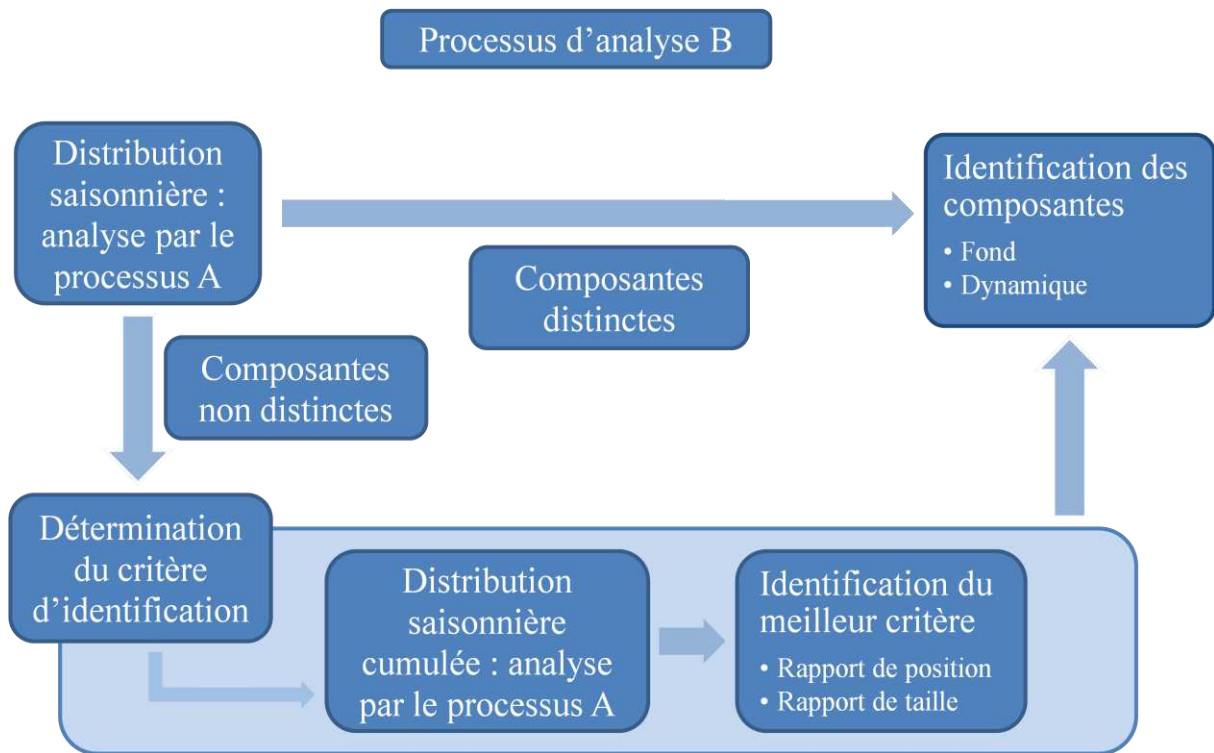 Processus d’analyse B
Distribution
saisonnière :
analyse par le
processus A
Identification des
composantes
• Fond
• Dynamique
Composantes
distinctes
Composantes
non distinctes
Détermination
du critère
d’identification
Distribution
saisonnière
cumulée : analyse
par le processus A
Identification du
meilleur critère
• Rapport de position
• Rapport de taille